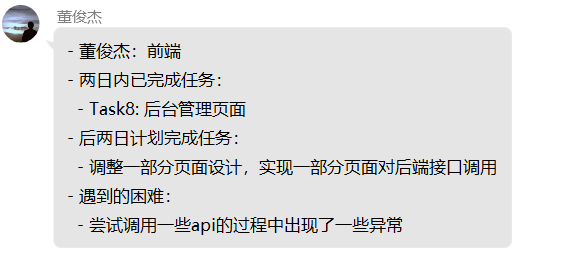 董俊杰
- 董俊杰：前端
- 两日内已完成任务：
- Task8: 后台管理页面
- 后两日计划完成任务：
- 调整一部分页面设计，实现一部分页面对后端接口调用
- 遇到的困难：
- 尝试调用一些api的过程中出现了一些异常